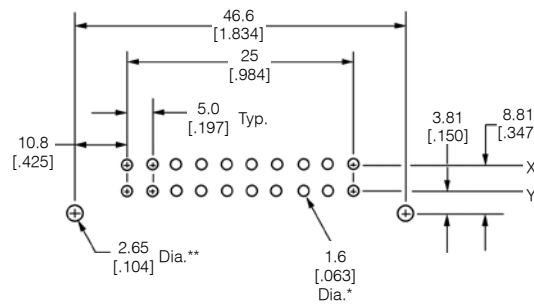 46.6
[1.834]
25
[.984]
5.0
[.197] Typ.
10.8
[.425]
3.81
[.150]
8.81
[.347]
X
Y
2.65
[.104] Dia.**
1.6
[.063]
Dia.*